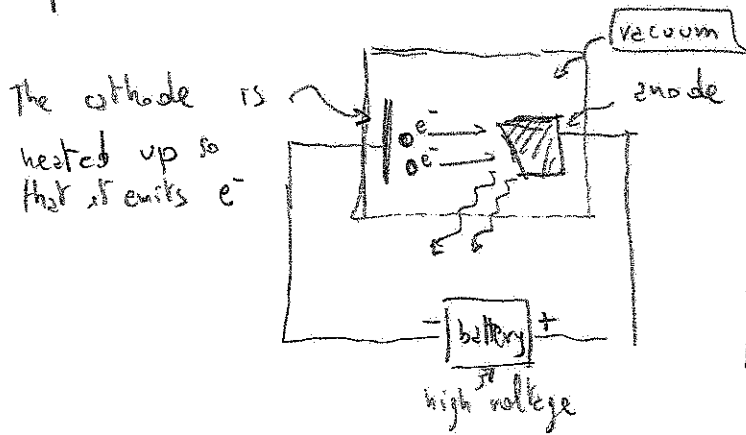 vacuum
anode
The cathode is
heated up so
that it emits e⁻
e⁻
e⁻
- battery +
high voltage